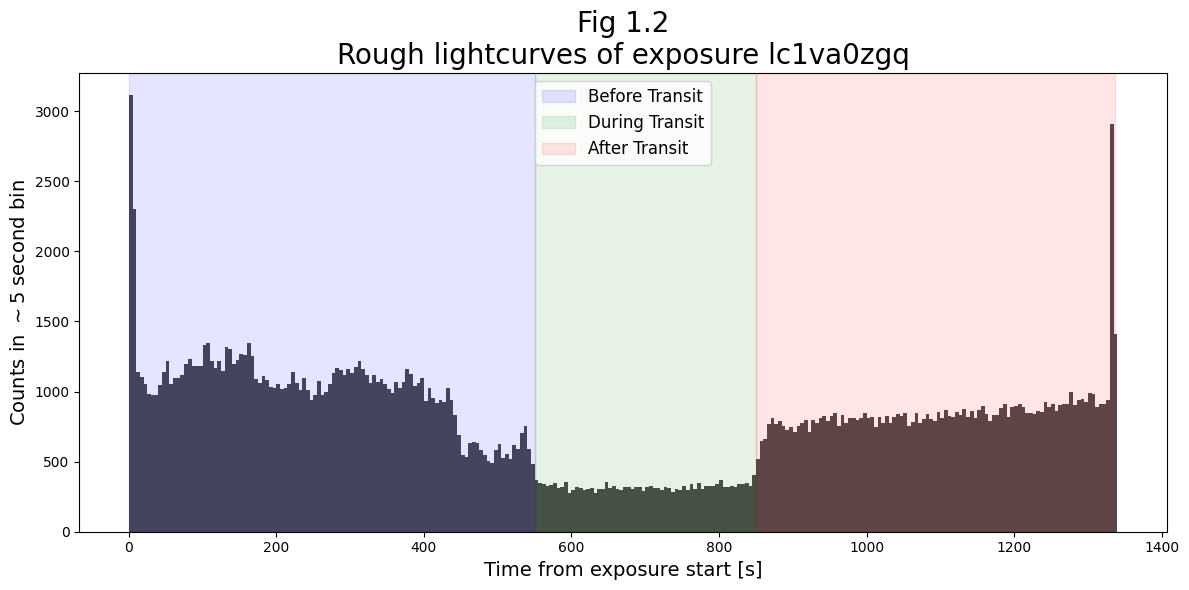 Fig 1.2
Rough lightcurves of exposure lc1va0zgq
Before Transit
During Transit
After Transit
Counts in ~ 5 second bin
3000
2500
2000
1500
1000
500
0
0 200 400 600 800 1000 1200 1400
Time from exposure start [s]